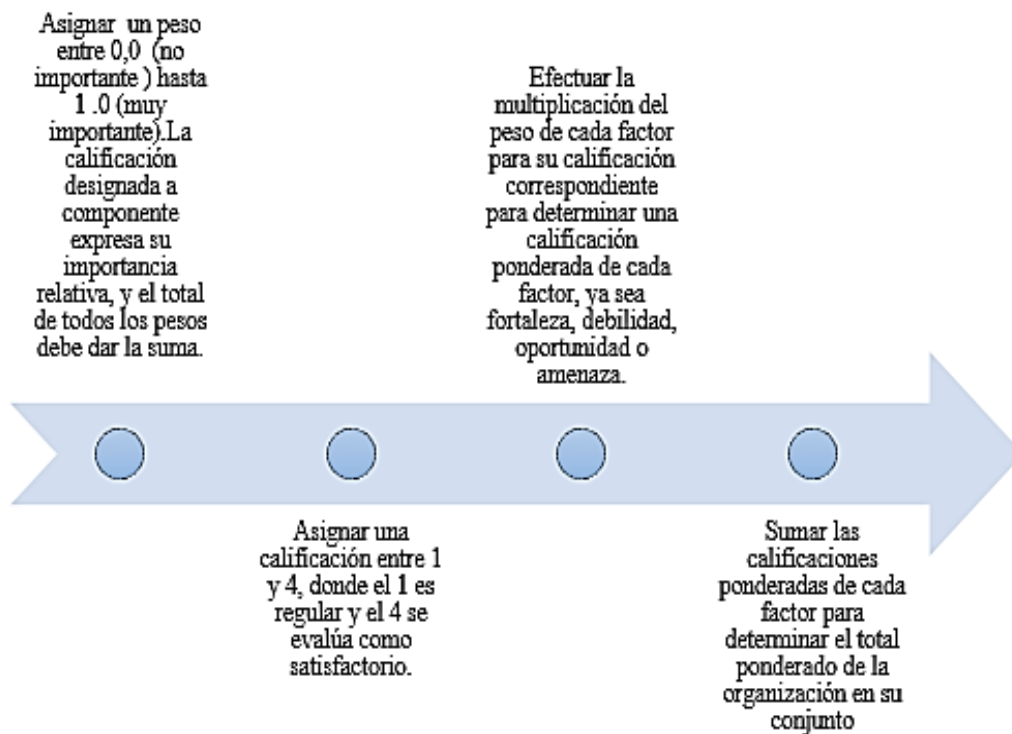 Asignar un peso
entre 0,0 (no
importante ) hasta
1 .0 (muy
importante).La
calificación
designada a
componente
expresa su
importancia
relativa, y el total
de todos los pesos
debe dar la suma.
Asignar una
calificación entre 1
y 4, donde el 1 es
regular y el 4 se
evalúa como
satisfactorio.
Efectuar la
multiplicación del
peso de cada factor
para su calificación
correspondiente
para determinar una
calificación
ponderada de cada
factor, ya sea
fortaleza, debilidad,
oportunidad o
amenaza.
Sumar las
calificaciones
ponderadas de cada
factor para
determinar el total
ponderado de la
organización en su
conjunto